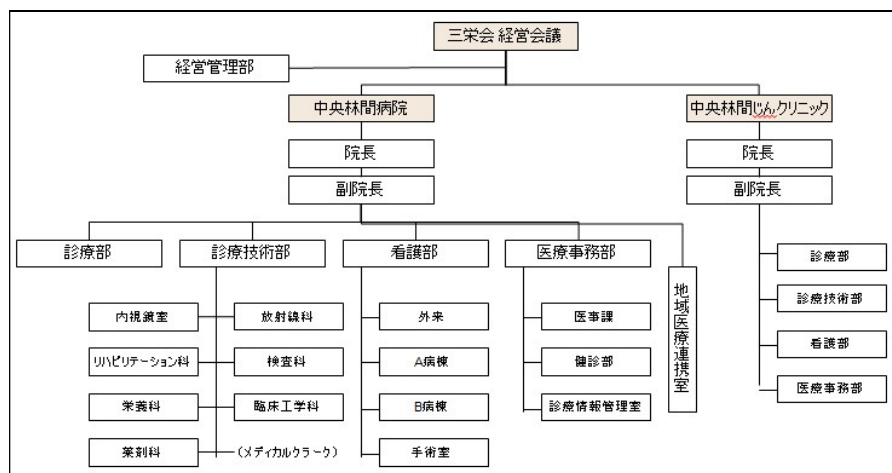 三栄会 経営会議
経営管理部
中央林間病院
中央林間じんクリニック
院長
院長
副院長
副院長
診療部
診療技術部
看護部
医療事務部
地域医療連携室
診療部
診療技術部
看護部
医療事務部
内視鏡室
放射線科
外来
医事課
リハビリテーション科
検査科
A病棟
健診部
栄養科
臨床工学科
B病棟
診療情報管理室
薬剤科
(メディカルクラーク)
手術室